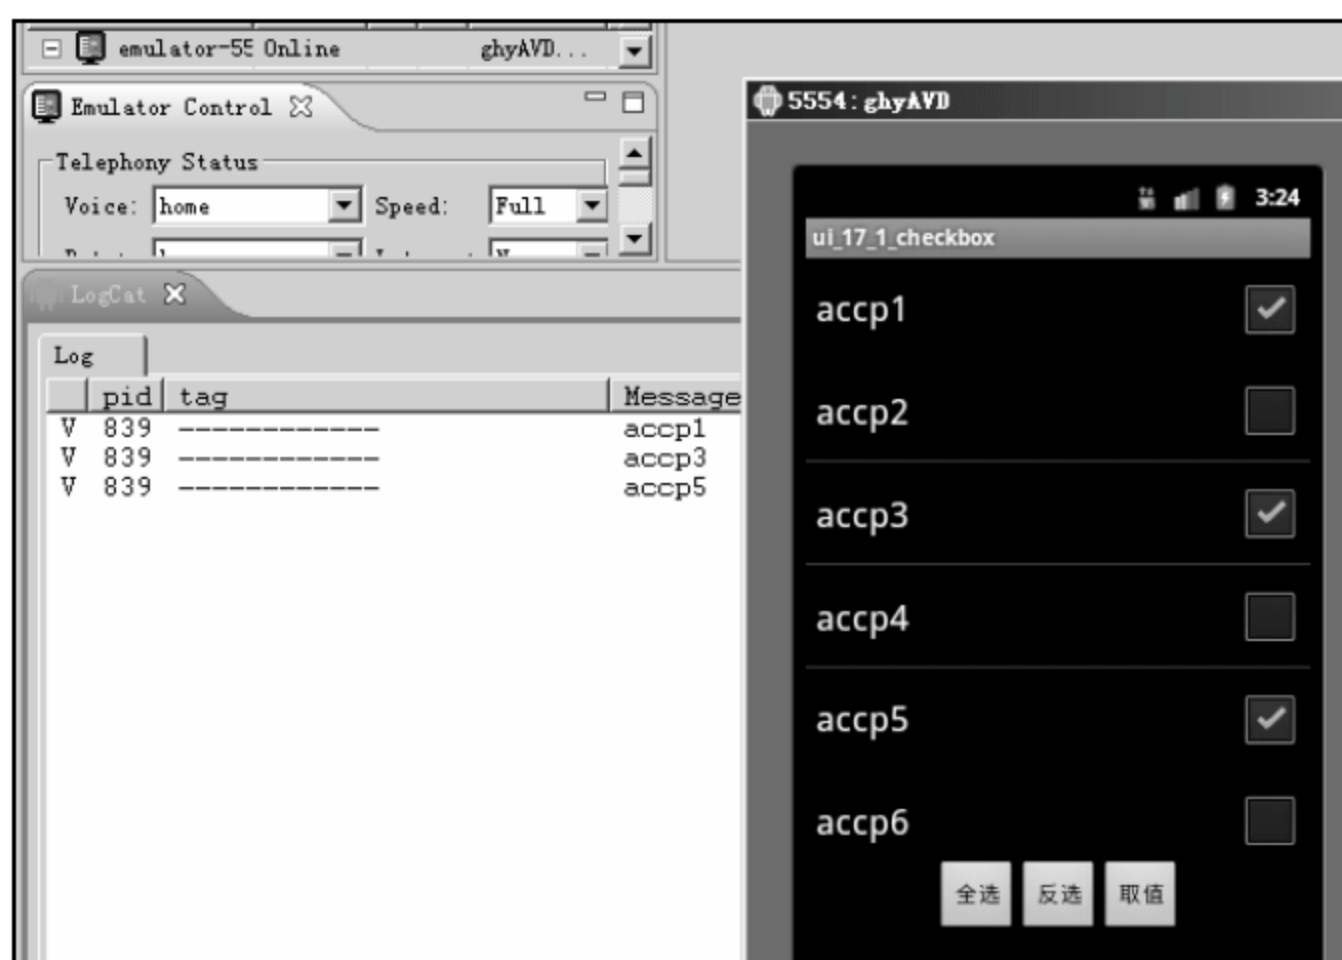 emulator-55 Online ghyAVD...
Emulator Control
Telephony Status
Voice: home Speed: Full
LogCat
Log
pid tag Message
V 839 ------------ accp1
V 839 ------------ accp3
V 839 ------------ accp5
5554:ghyAVD
3:24
ui_17_1_checkbox
accp1
accp2
accp3
accp4
accp5
accp6
全选 反选 取值